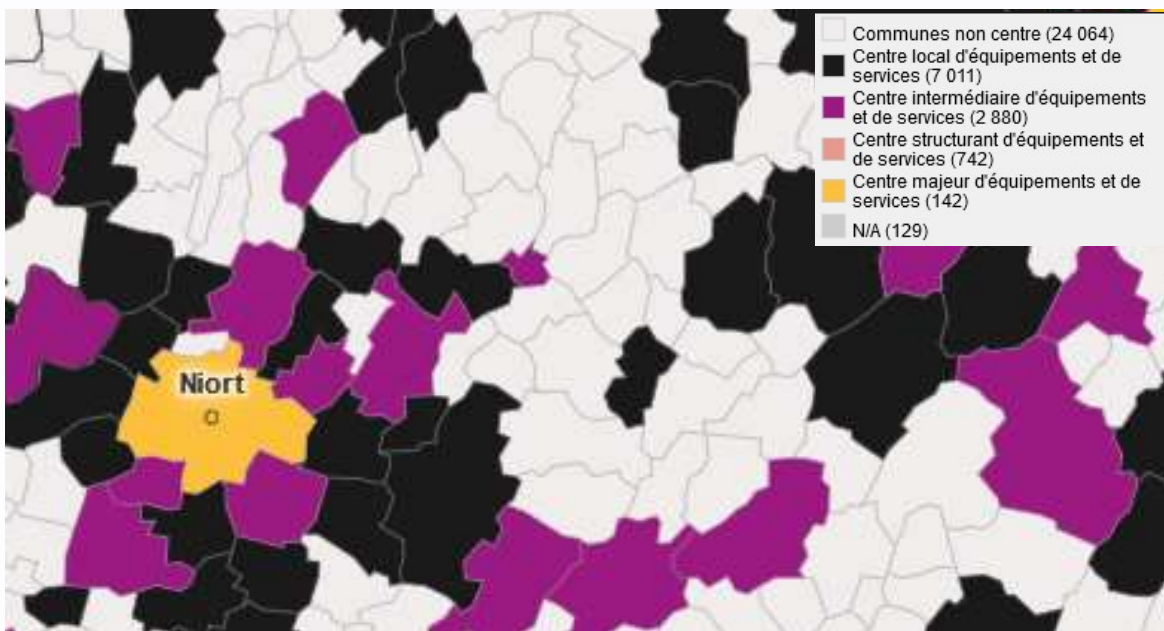 Communes non centre (24 064)
Centre local d'équipements et de
services (7 011)
Centre intermédiaire d'équipements
et de services (2 880)
Centre structurant d'équipements et
de services (742)
Centre majeur d'équipements et de
services (142)
N/A (129)
Niort